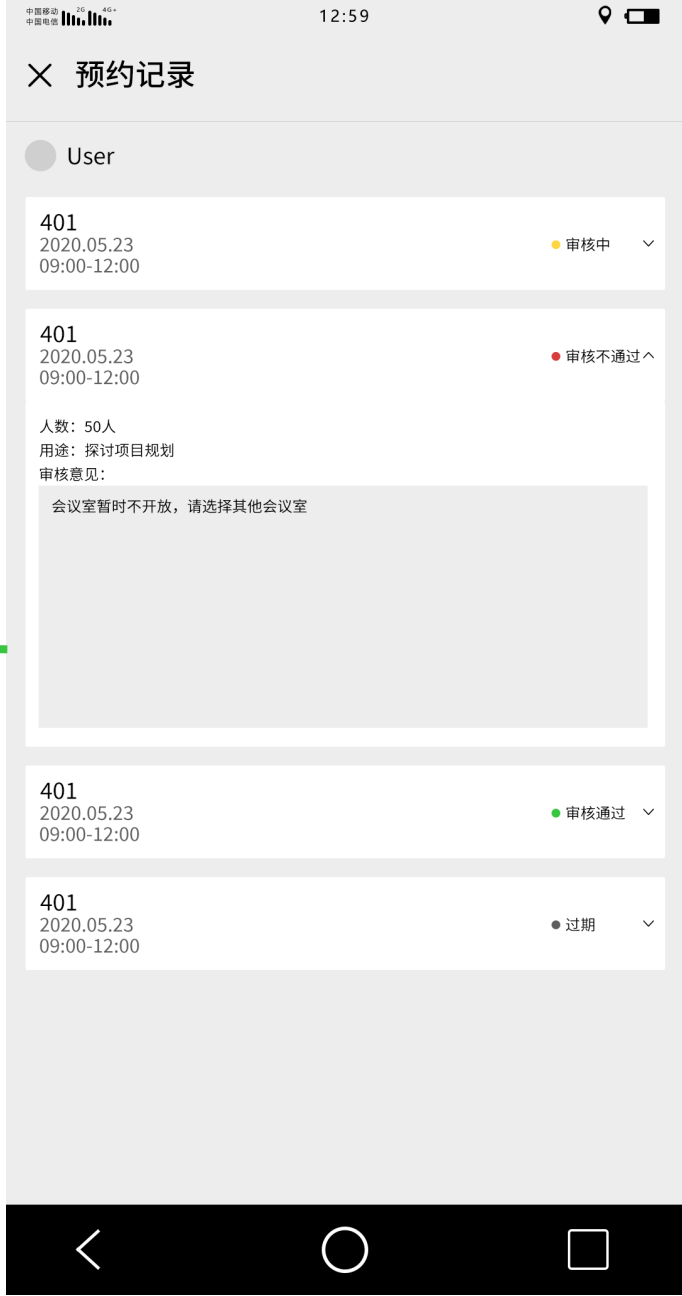 中国移动 2G 4G+
中国电信
12:59
预约记录
User
401
2020.05.23
09:00-12:00
审核中
401
2020.05.23
09:00-12:00
审核不通过
人数：50人
用途：探讨项目规划
审核意见：
会议室暂时不开放，请选择其他会议室
401
2020.05.23
09:00-12:00
审核通过
401
2020.05.23
09:00-12:00
过期